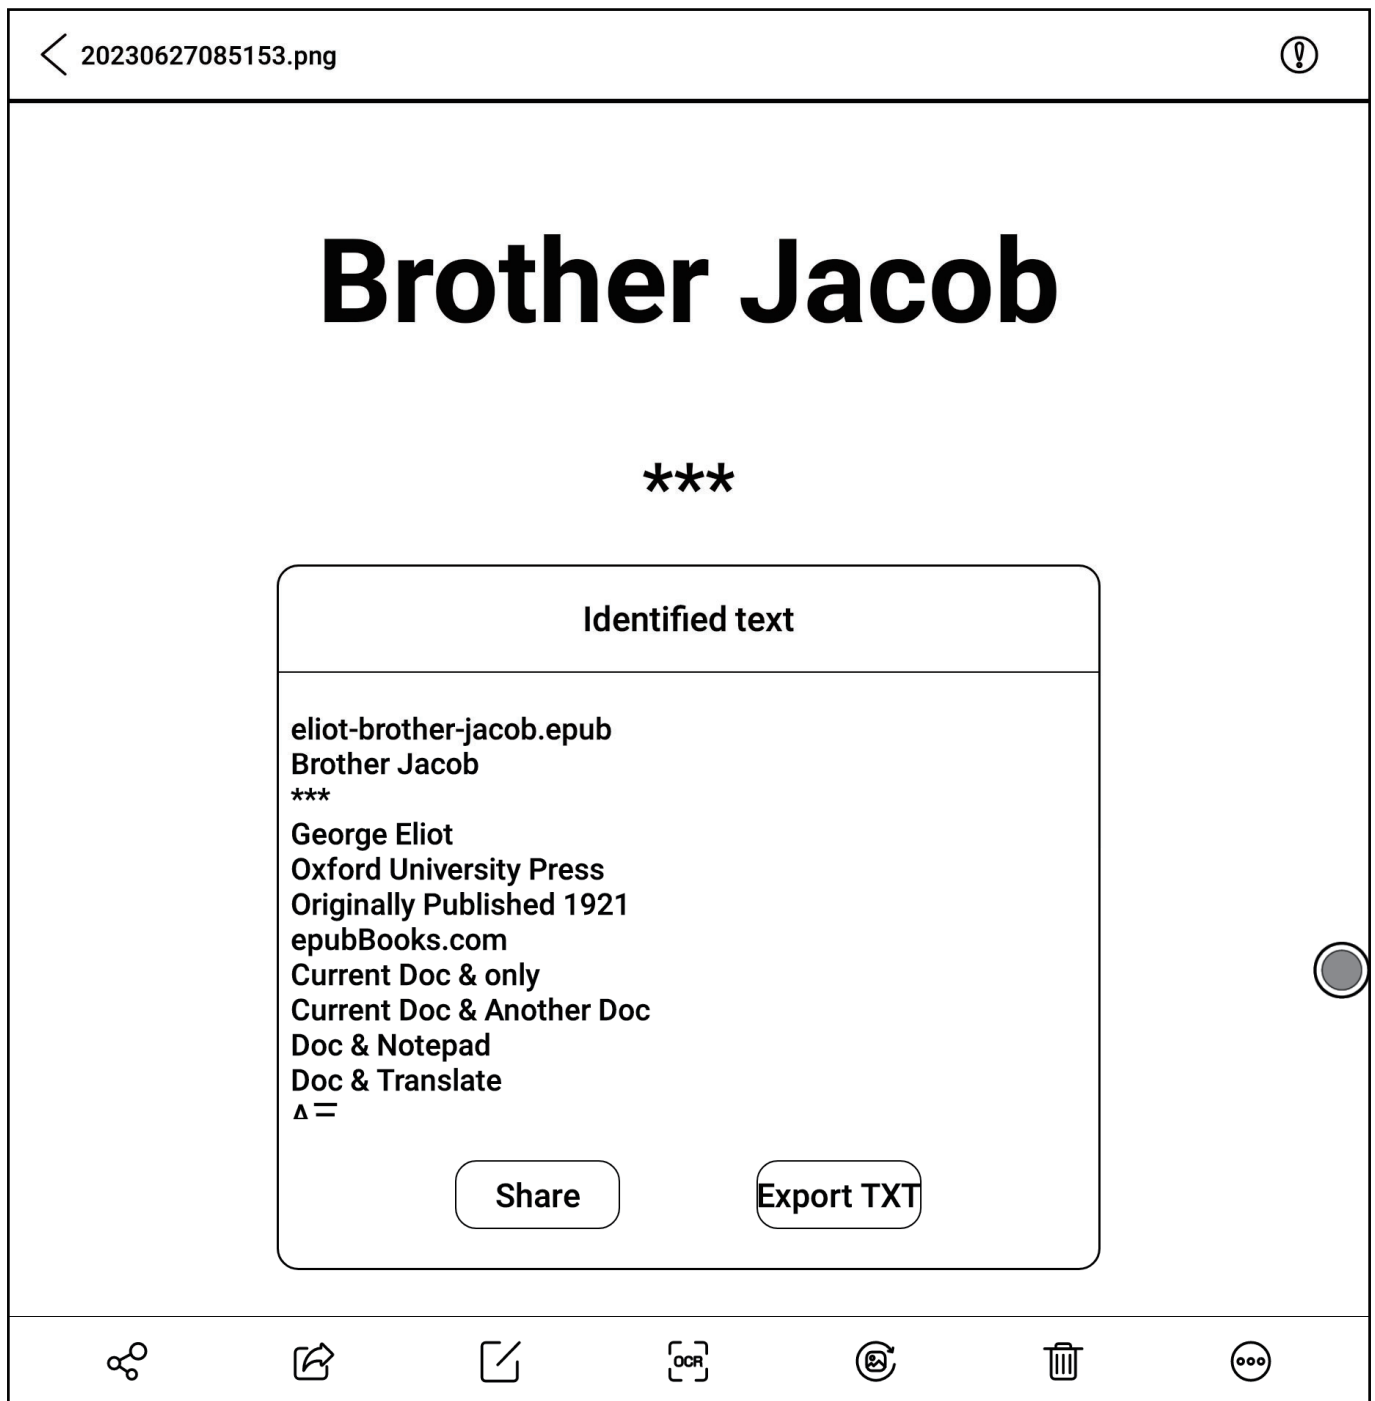 20230627085153.png
Brother Jacob
***
Identified text
eliot-brother-jacob.epub
Brother Jacob
***
George Eliot
Oxford University Press
Originally Published 1921
epubBooks.com
Current Doc & only
Current Doc & Another Doc
Doc & Notepad
Doc & Translate
Share
Export TXT
OCR